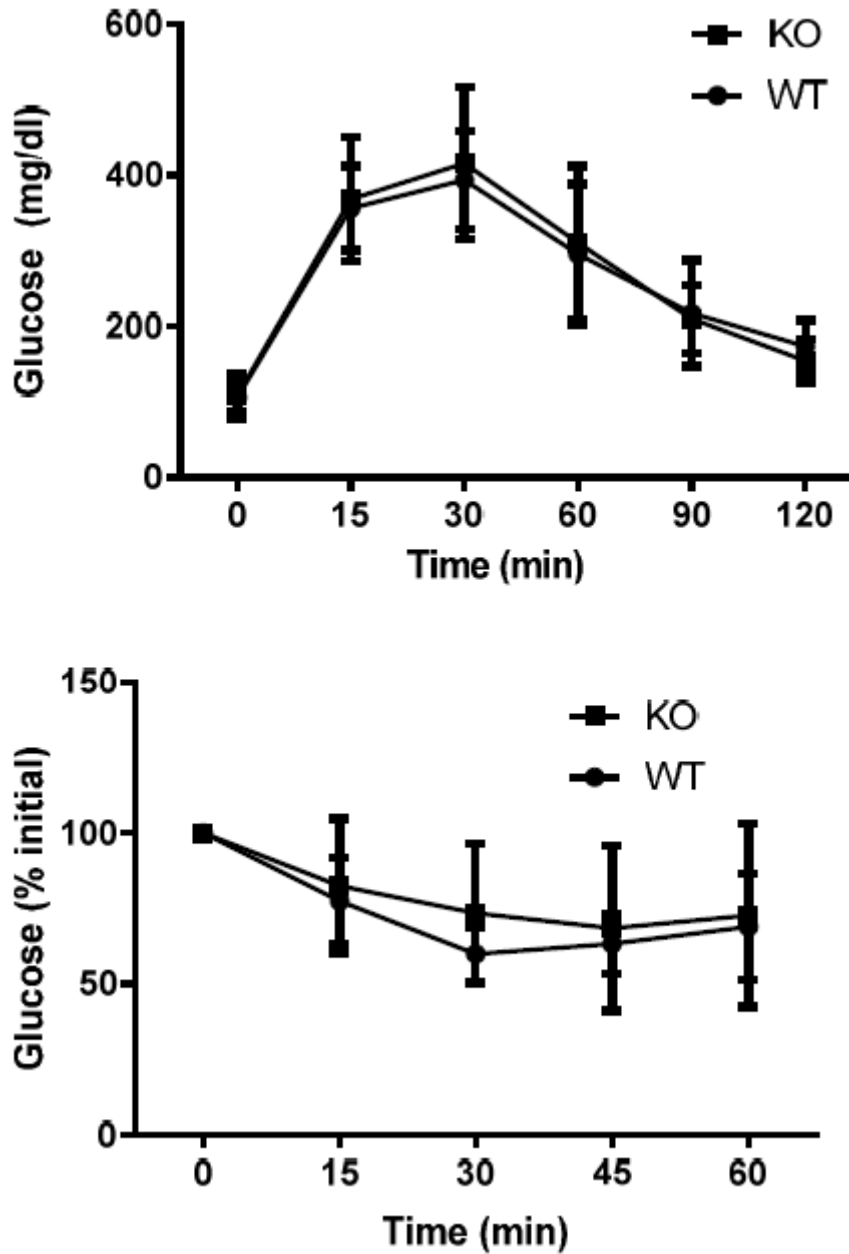 600
400
200
0
Glucose (mg/dl)
KO
WT
0 15 30 60 90 120
Time (min)
150
100
50
0
Glucose (% initial)
KO
WT
0 15 30 45 60
Time (min)